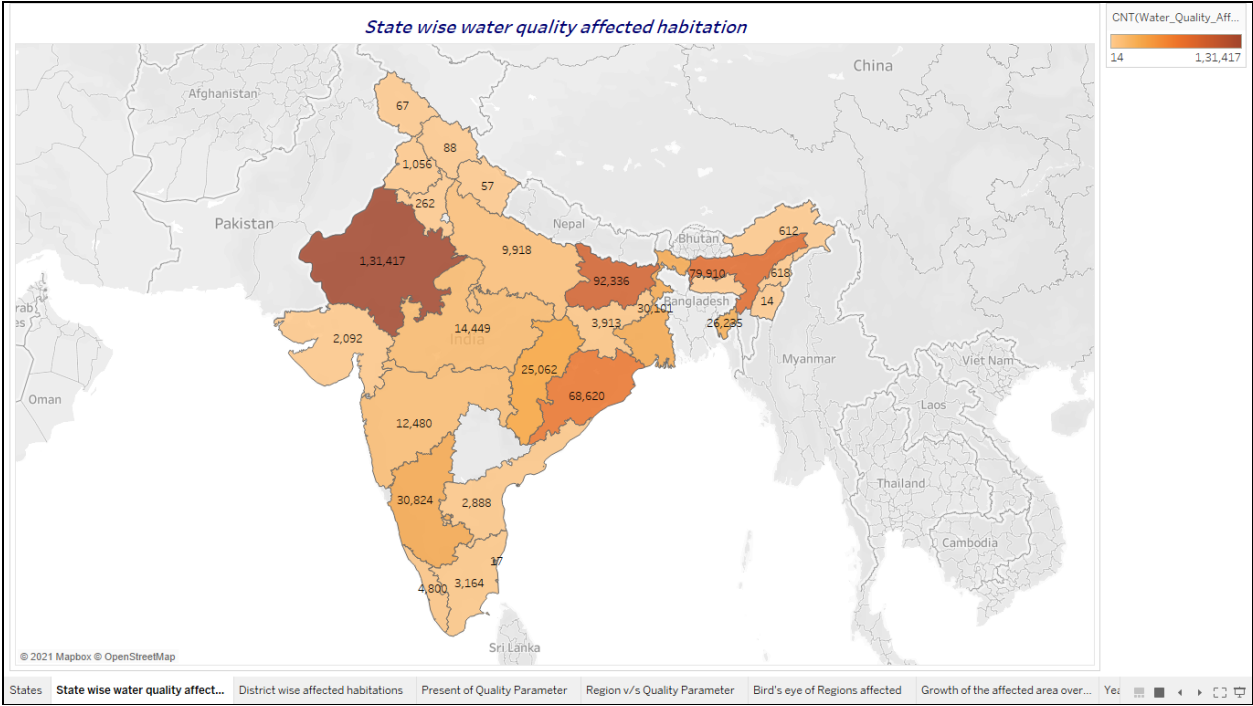 State wise water quality affected habitation
CNT(Water_Quality_Aff...
14 1,31,417
China
Afghanistan
67
88
1,056
57
262
Pakistan
Nepal
612
9,918
Bhutan
1,31,417
92,336
79,910
618
Bangladesh
14
30,101
2,092
14,449
3,913
26,235
India
Myanmar
Viet Nam
Oman
25,062
68,620
Laos
12,480
Thailand
30,824
2,888
Cambodia
17
4,800
3,164
Sri Lanka
© 2021 Mapbox © OpenStreetMap
States State wise water quality affect... District wise affected habitations Present of Quality Parameter Region v/s Quality Parameter Bird's eye of Regions affected Growth of the affected area over...